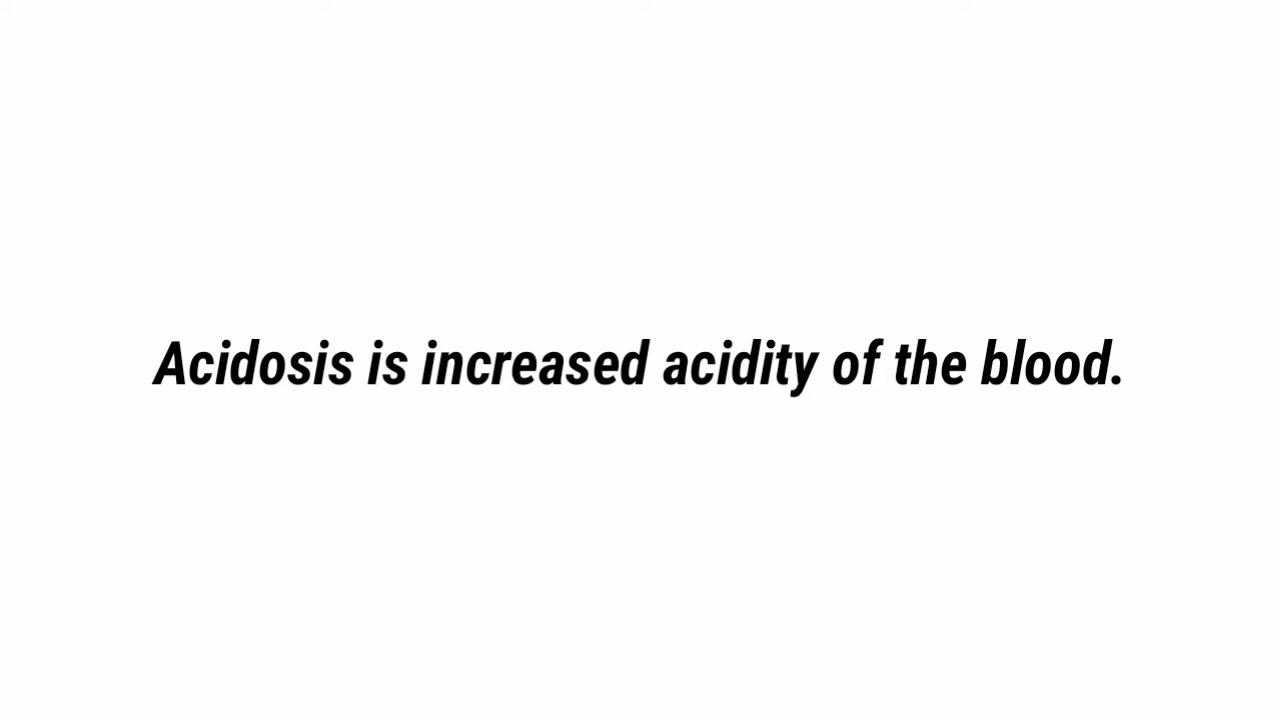 Acidosis is increased acidity of the blood.